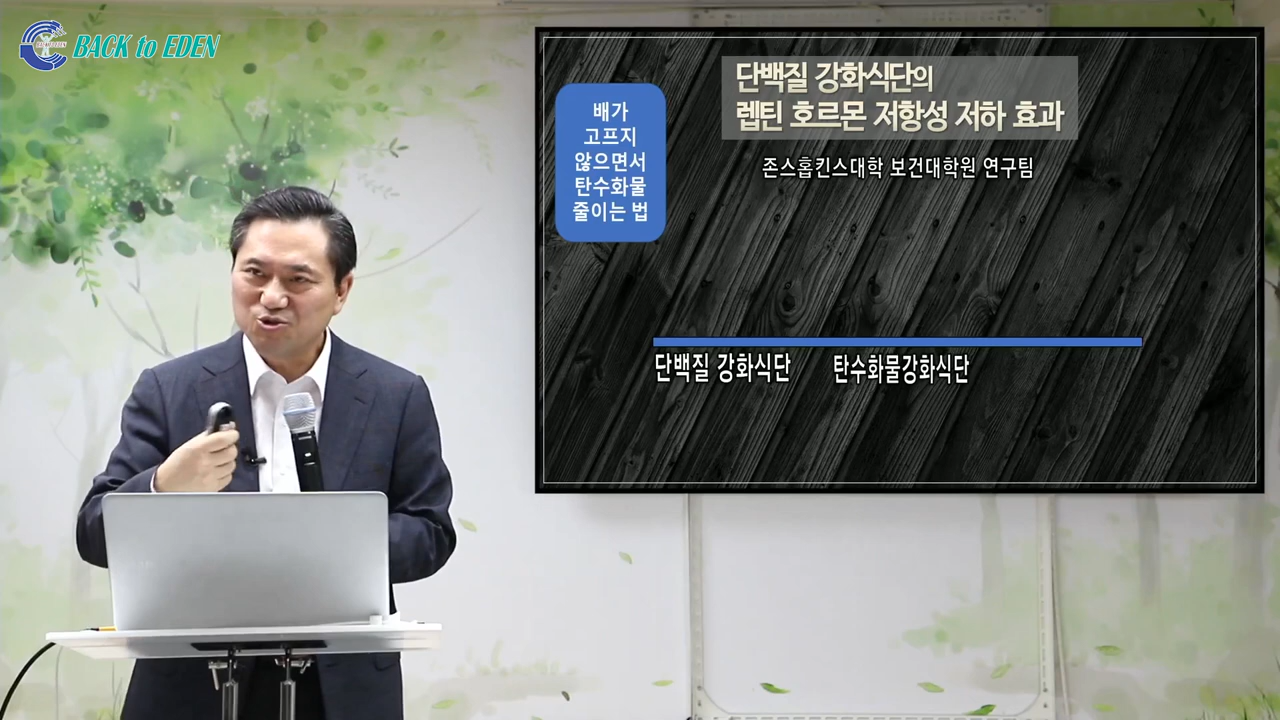 BACK to EDEN
단백질 강화식단의
렙틴 호르몬 저항성 저하 효과
배가
고프지
않으면서
탄수화물
줄이는 법
존스홉킨스대학 보건대학원 연구팀
단백질 강화식단
탄수화물강화식단